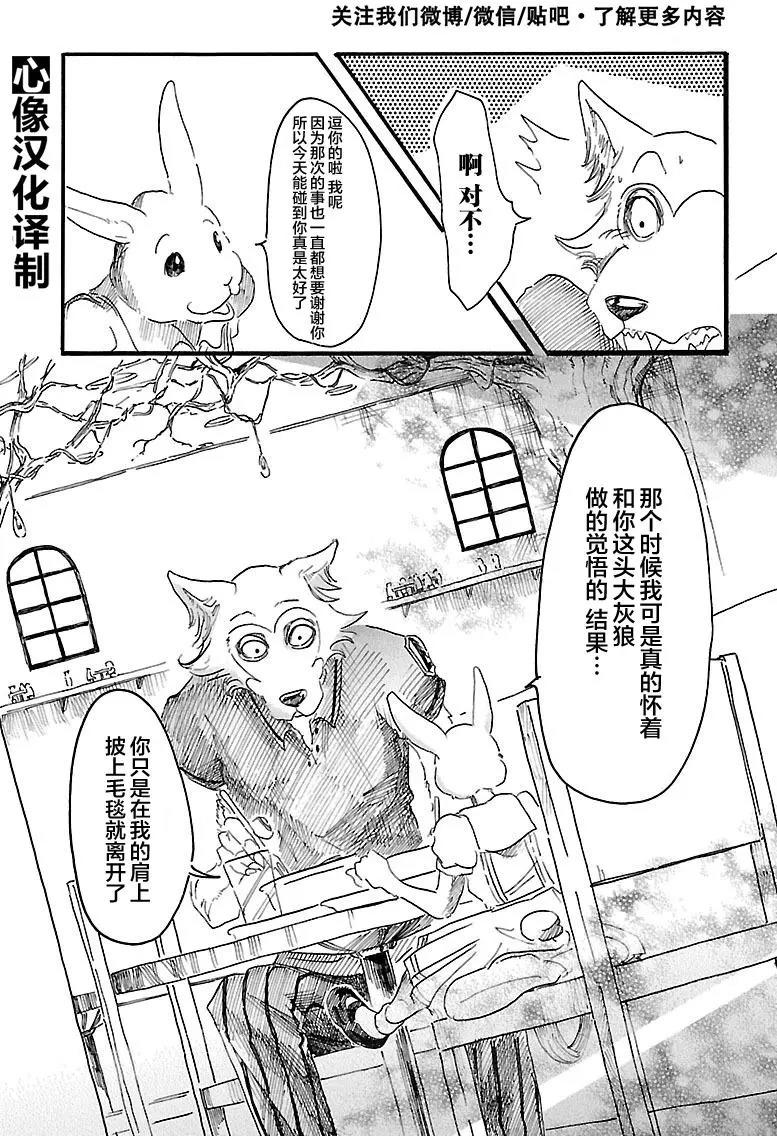 关注我们微博/微信/贴吧·了解更多内容
心像汉化译制
啊 对不…
逗你的啦 我呢
因为那次的事也一直都想要谢谢你
所以今天能碰到你真是太好了
那个时候我可是真的怀着
和你这头大灰狼
做的觉悟的 结果…
你只是在我的肩上
披上毛毯就离开了